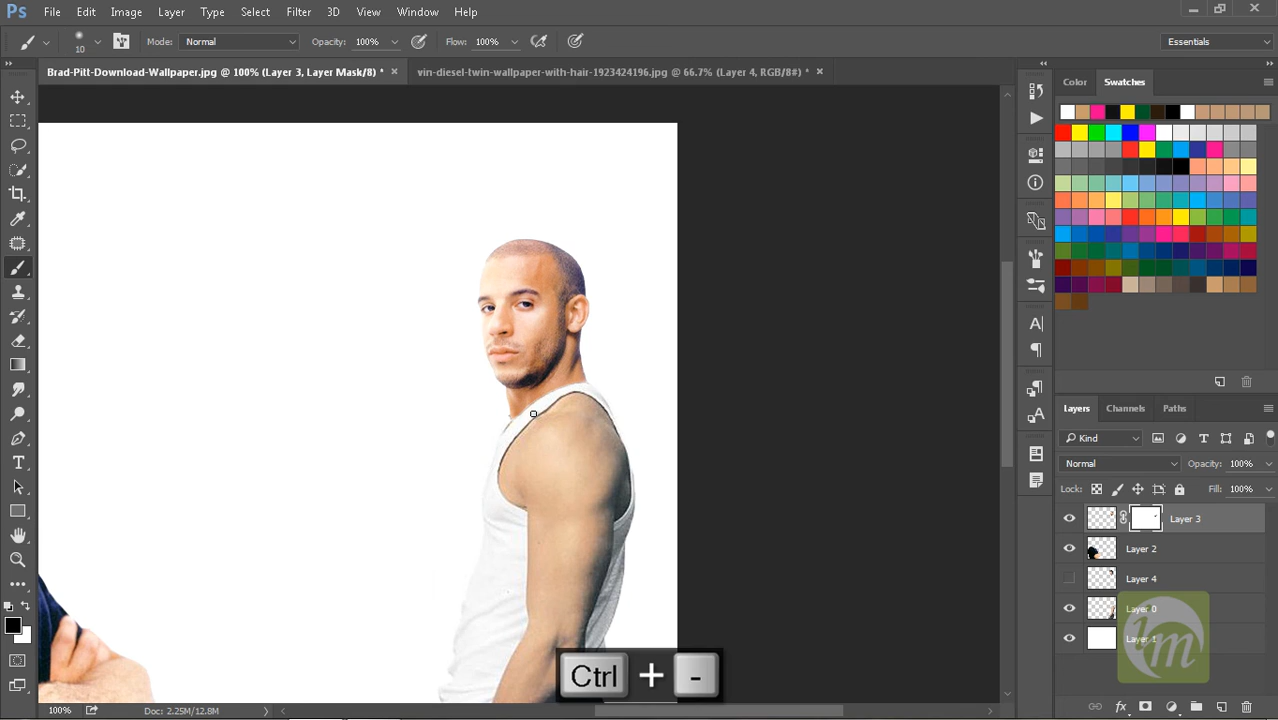 Ps File Edit Image Layer Type Select Filter 3D View Window Help
10 Mode: Normal Opacity: 100% Flow: 100% Essentials
Brad-Pitt-Download-Wallpaper.jpg @ 100% (Layer 3, Layer Mask/8) * vin-diesel-twin-wallpaper-with-hair-1923424196.jpg @ 66.7% (Layer 4, RGB/8#) *
Color Swatches
Layers Channels Paths
Kind
Normal Opacity: 100%
Lock: Fill: 100%
Layer 3
Layer 2
Layer 4
Layer 0
Layer 1
lm
Ctrl + -
100% Doc: 2.25M/12.8M